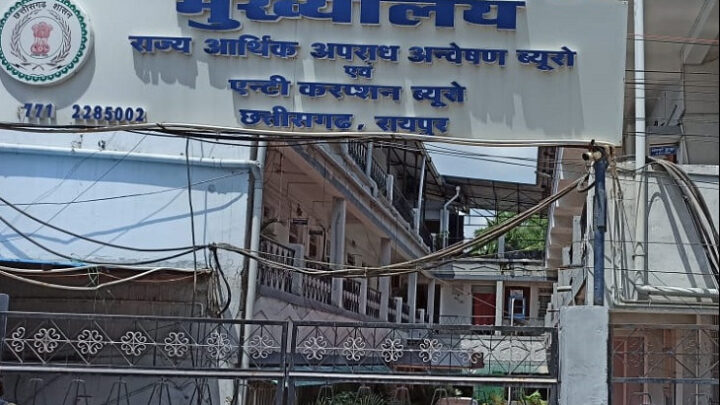 मुख्यालय
राज्य आर्थिक अपराध अन्वेषण ब्यूरो
एवं
एन्टी करप्शन ब्यूरो
छत्तीसगढ़, रायपुर
771 2285002